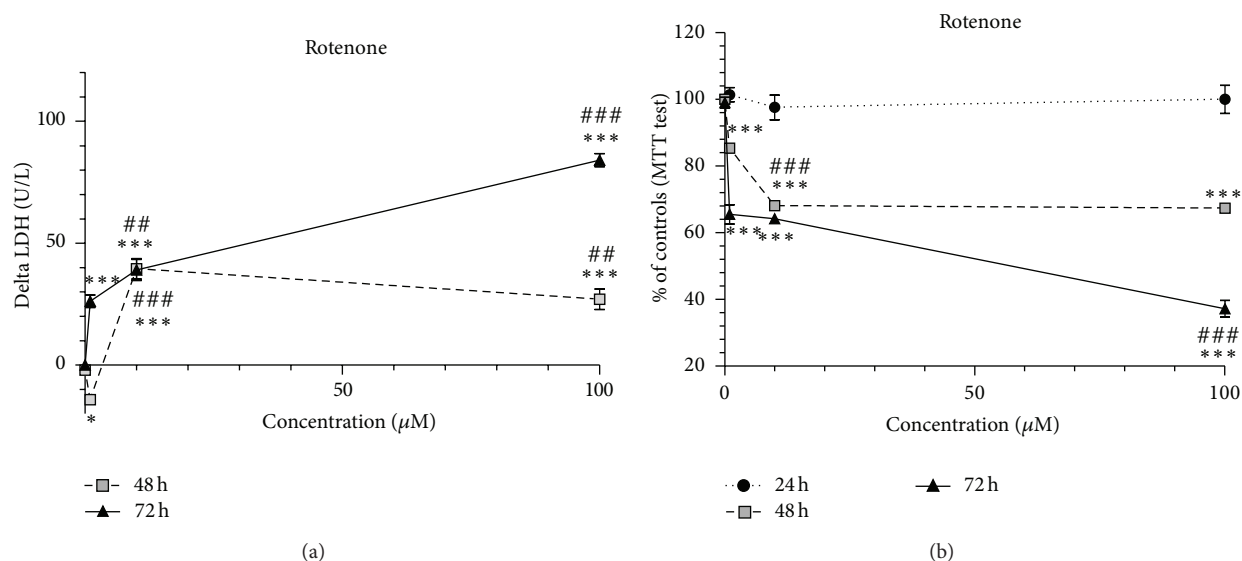 Rotenone
Delta LDH (U/L)
100
50
0
50
100
Concentration (μM)
***
*
##
***
###
***
###
***
##
***
48 h
72 h
(a)
Rotenone
% of controls (MTT test)
120
100
80
60
40
20
0
50
100
Concentration (μM)
***
###
***
***
***
***
###
***
24 h
48 h
72 h
(b)